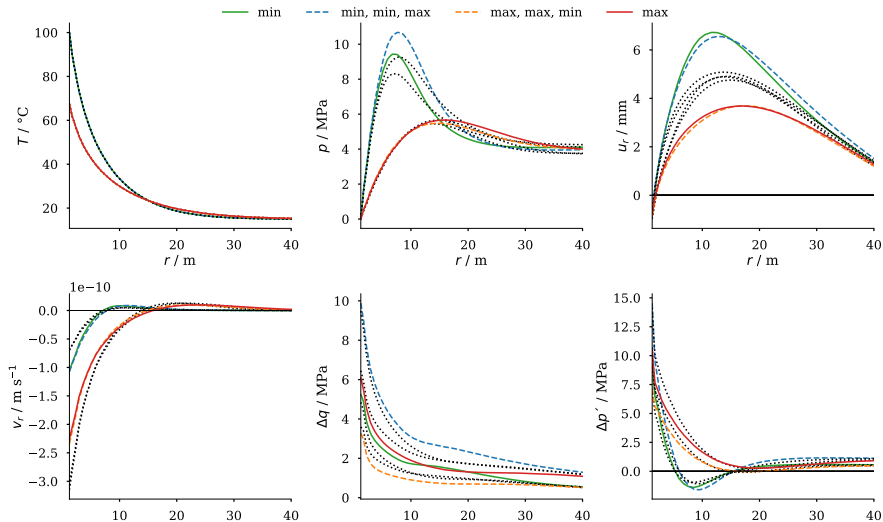 min min, min, max max, max, min max
100
80
60
40
20
T / °C
10 20 30 40
r / m
10
8
6
4
2
0
p / MPa
10 20 30 40
r / m
6
4
2
0
u_r / mm
10 20 30 40
r / m
1e−10
0.0
−0.5
−1.0
−1.5
−2.0
−2.5
−3.0
v_r / m s⁻¹
10 20 30 40
10
8
6
4
2
0
Δq / MPa
10 20 30 40
15.0
12.5
10.0
7.5
5.0
2.5
0.0
Δp′ / MPa
10 20 30 40